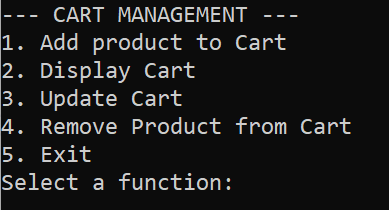 --- CART MANAGEMENT ---
1. Add product to Cart
2. Display Cart
3. Update Cart
4. Remove Product from Cart
5. Exit
Select a function: